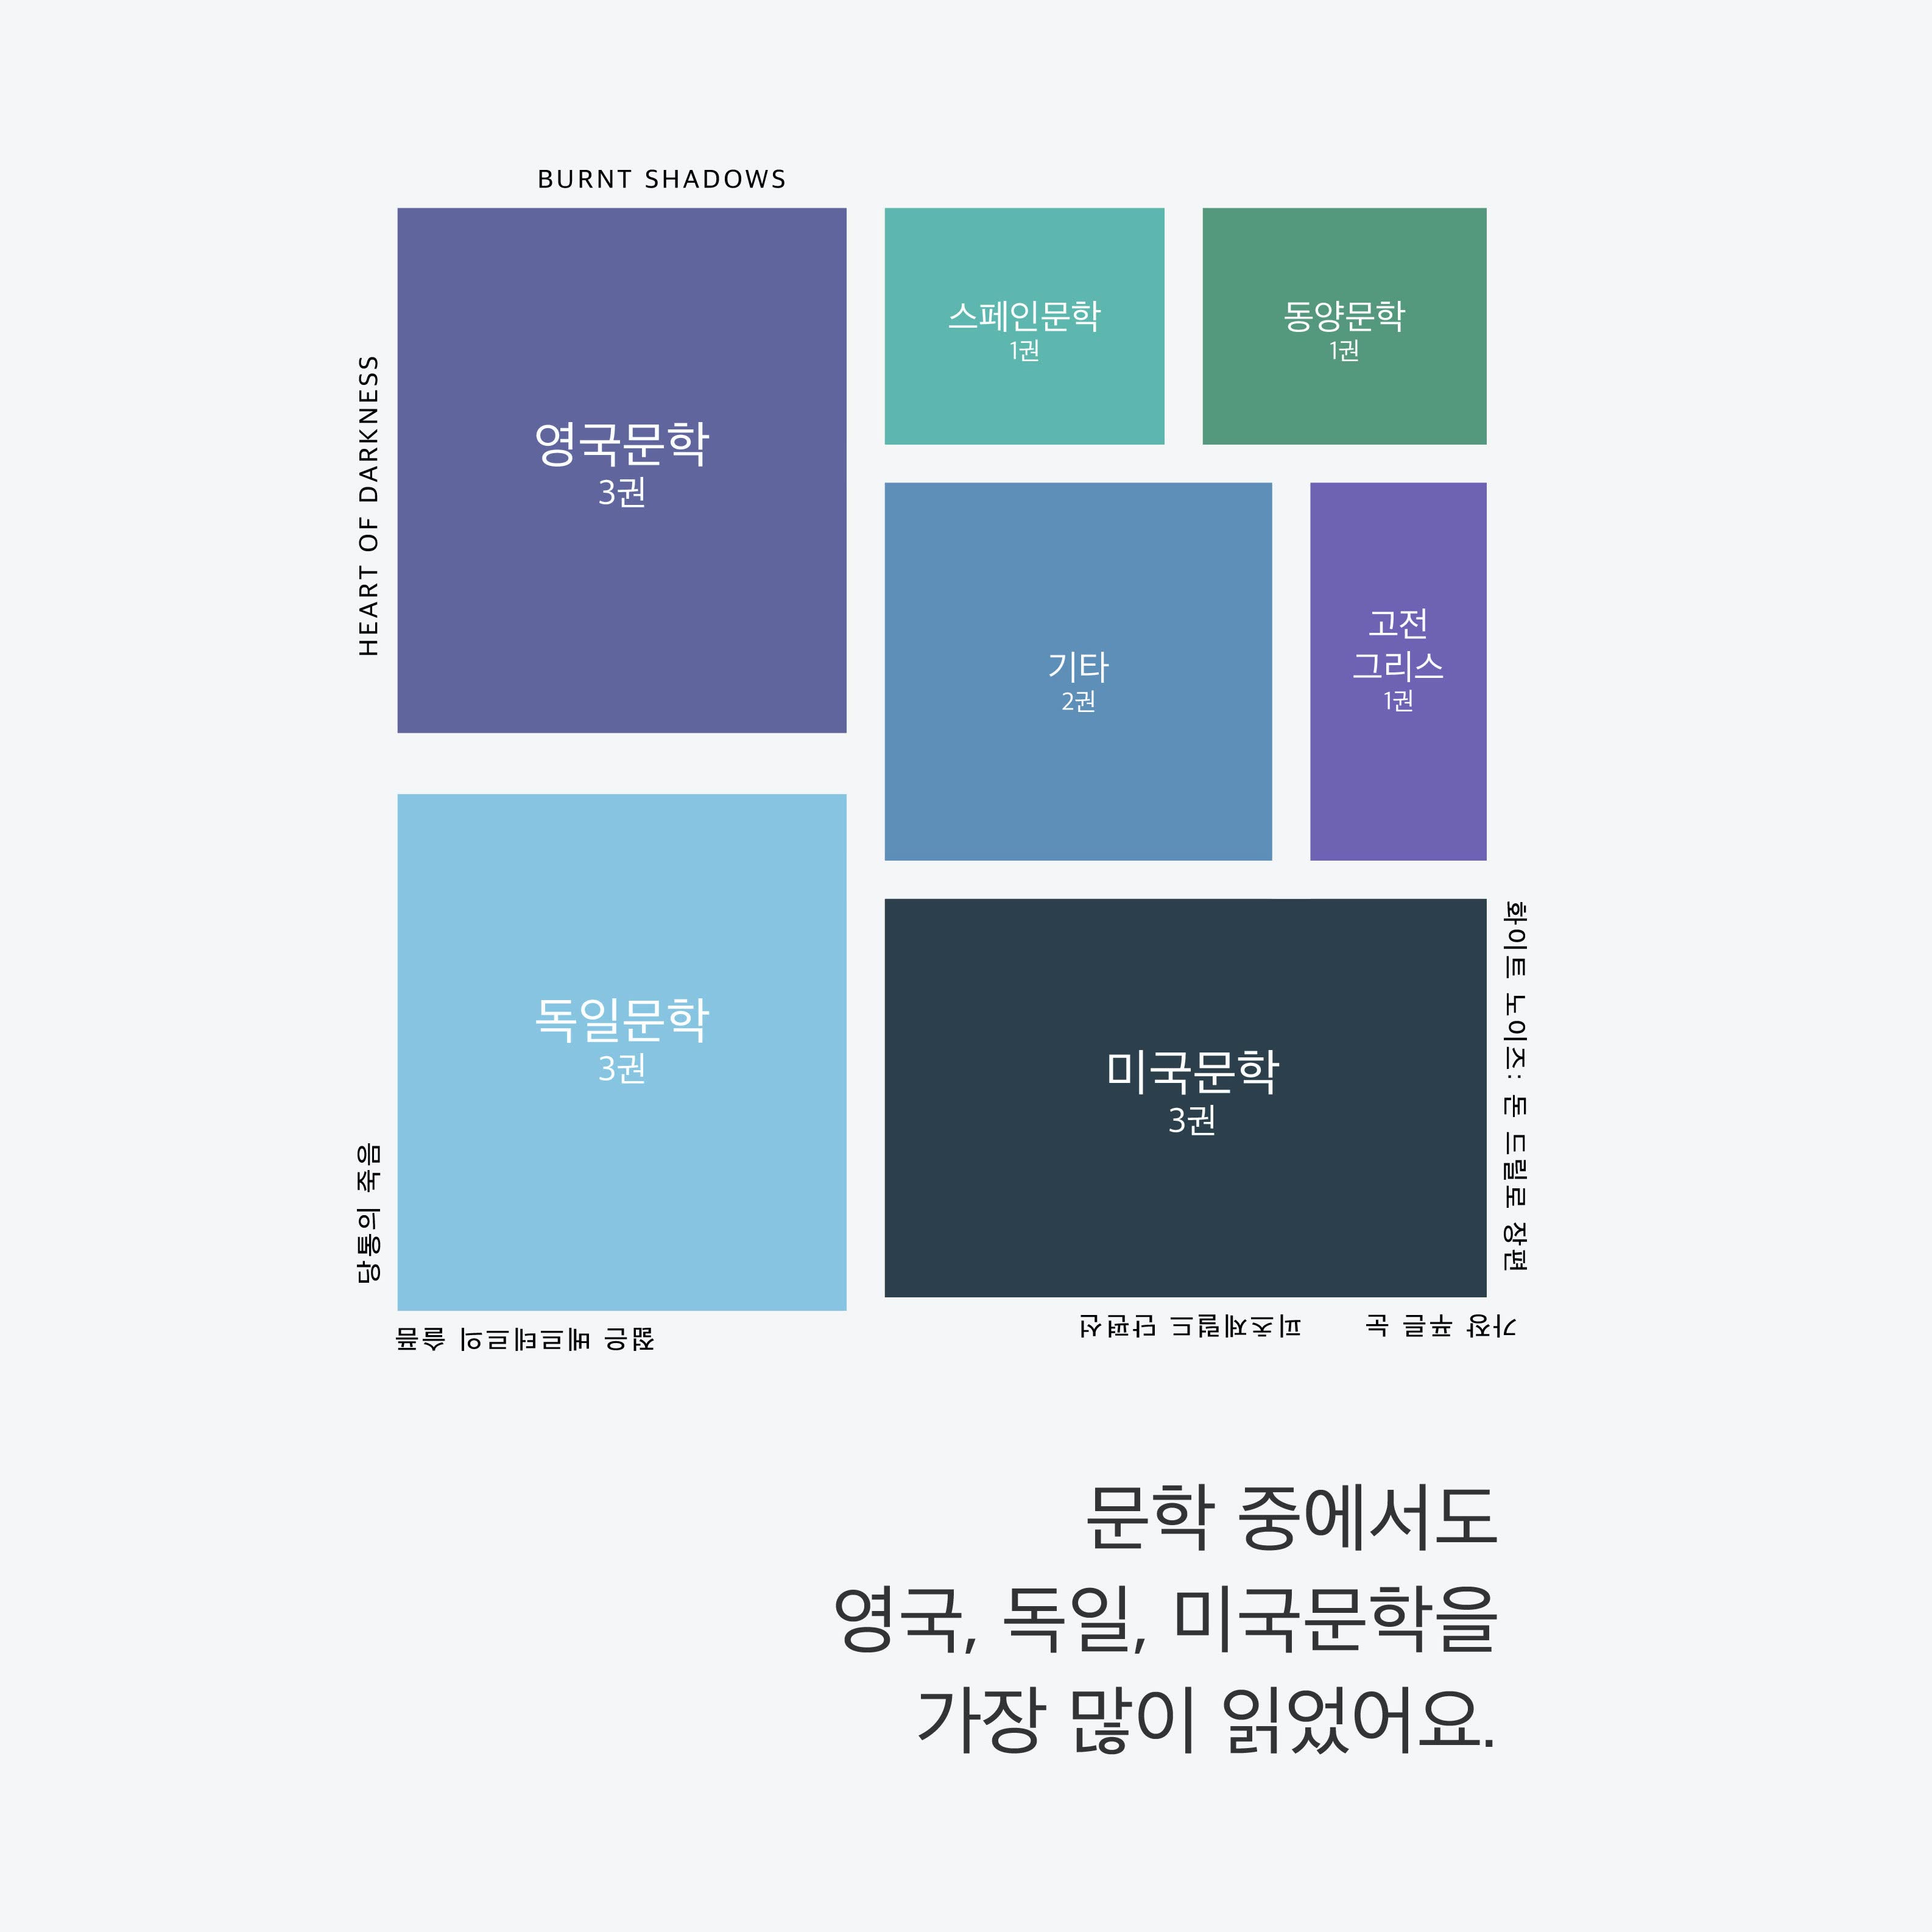 BURNT SHADOWS
HEART OF DARKNESS
영국문학
3권
스페인문학
1권
동양문학
1권
기타
2권
고전
그리스
1권
독일문학
3권
당통의 죽음
젊은 베르테르의 슬픔
미국문학
3권
화이트 노이즈: 돈 드릴로 장편
가장 푸른 눈
피츠제럴드 단편선
문학 중에서도
영국, 독일, 미국문학을
가장 많이 읽었어요.